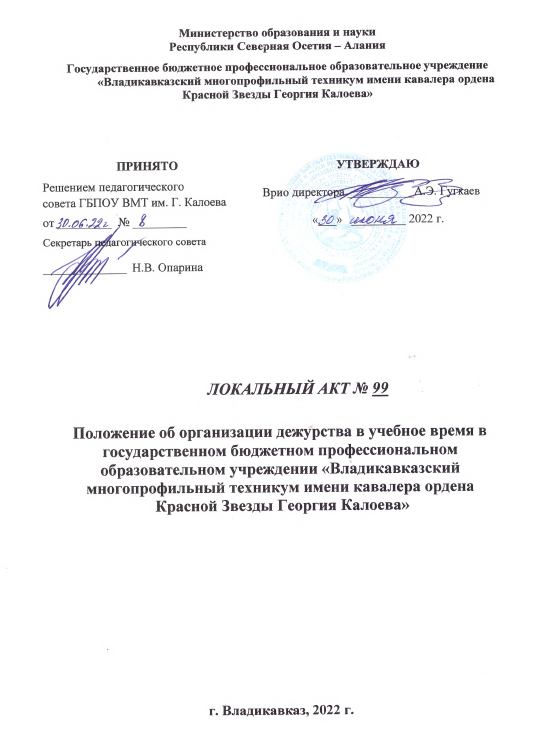 Министерство образования и науки
Республики Северная Осетия – Алания
Государственное бюджетное профессиональное образовательное учреждение
«Владикавказский многопрофильный техникум имени кавалера ордена
Красной Звезды Георгия Калоева»
ПРИНЯТО
Решением педагогического
совета ГБПОУ ВМТ им. Г. Калоева
от 30.06.22г № 8
Секретарь педагогического совета
Н.В. Опарина
УТВЕРЖДАЮ
Врио директора А.Э. Гугкаев
«30» июня 2022 г.
ЛОКАЛЬНЫЙ АКТ № 99
Положение об организации дежурства в учебное время в
государственном бюджетном профессиональном
образовательном учреждении «Владикавказский
многопрофильный техникум имени кавалера ордена
Красной Звезды Георгия Калоева»
г. Владикавказ, 2022 г.